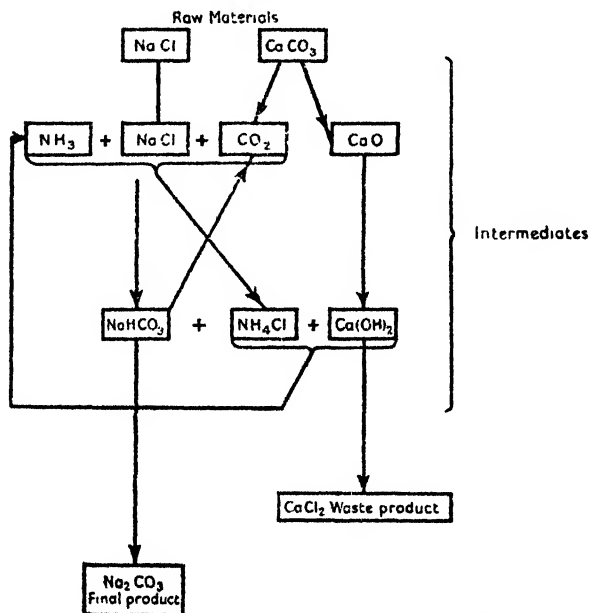 Raw Materials
NaCl CaCO3
NH3 + NaCl + CO2 CaO
Intermediates
NaHCO3 + NH4Cl + Ca(OH)2
CaCl2 Waste product
Na2CO3
Final product